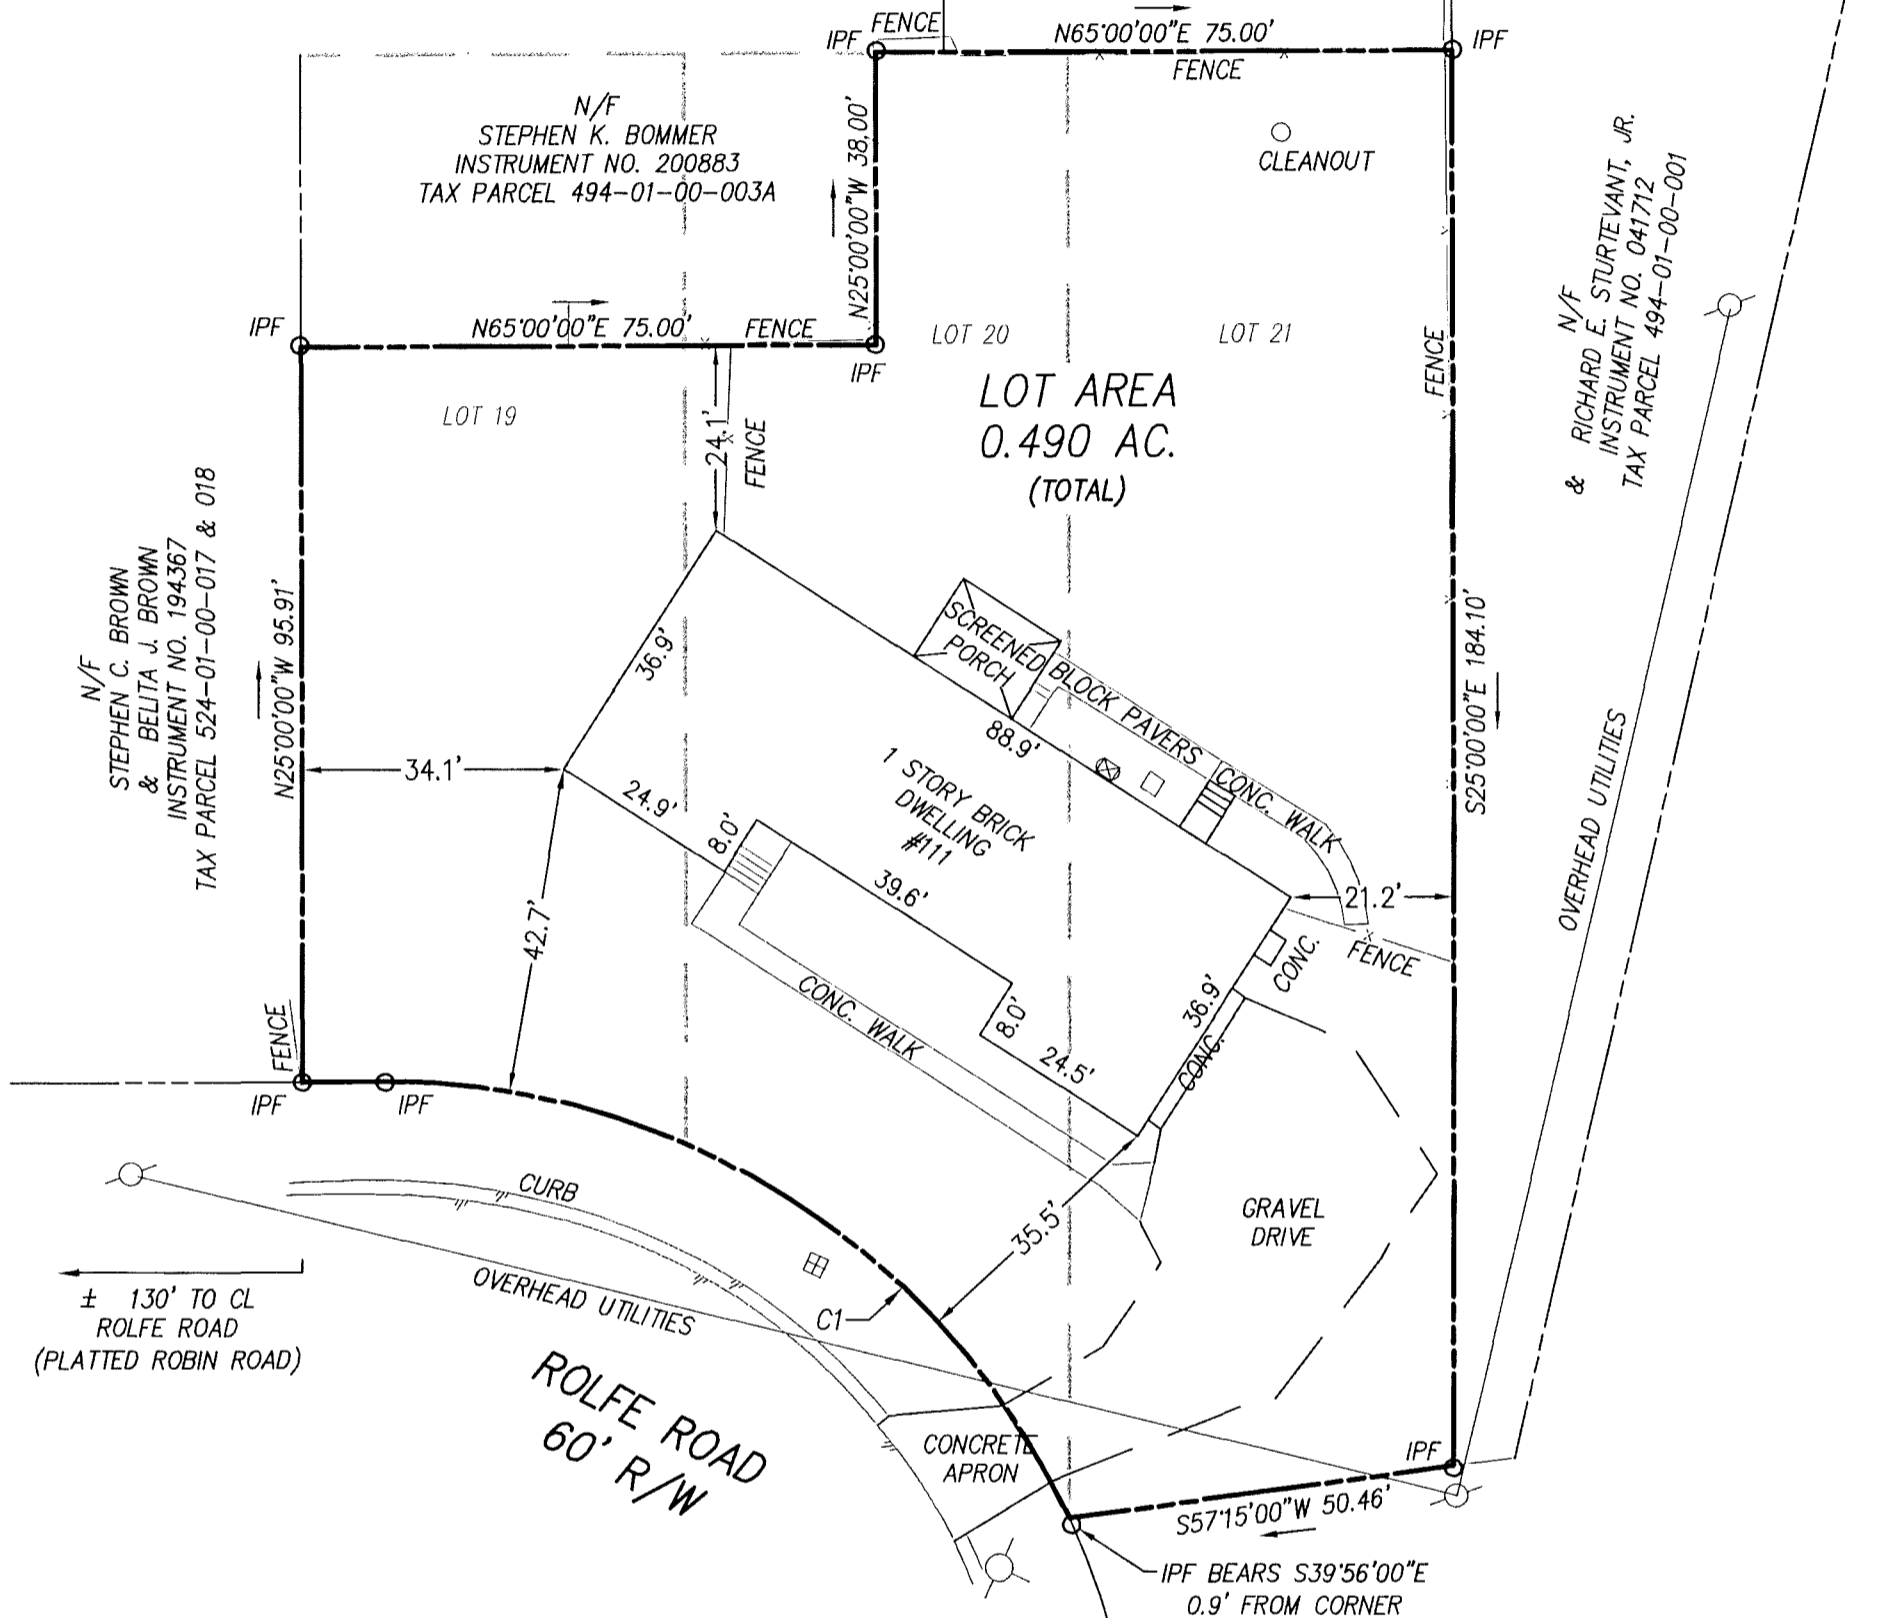 FENCE
N65°00'00"E 75.00'
IPF
IPF
FENCE
N/F
STEPHEN K. BOMMER
INSTRUMENT NO. 200883
TAX PARCEL 494-01-00-003A
N25°00'00"W 38.00'
CLEANOUT
N/F
RICHARD E. STURTEVANT, JR.
&
INSTRUMENT NO. 041712
TAX PARCEL 494-01-00-001
IPF
N65°00'00"E 75.00'
FENCE
IPF
LOT 20
LOT 21
FENCE
LOT 19
LOT AREA
0.490 AC.
(TOTAL)
24.1'
FENCE
N/F
STEPHEN C. BROWN
& BELITA J. BROWN
INSTRUMENT NO. 194367
TAX PARCEL 524-01-00-017 & 018
N25°00'00"W 95.91'
36.9'
SCREENED
PORCH
BLOCK PAVERS
88.9'
S25°00'00"E 184.10'
OVERHEAD UTILITIES
34.1'
24.9'
8.0'
1 STORY BRICK
DWELLING
#111
CONC. WALK
39.6'
21.2'
FENCE
CONC.
42.7'
CONC. WALK
8.0'
24.5'
36.9'
CONC.
FENCE
IPF
IPF
CURB
35.5'
GRAVEL
DRIVE
OVERHEAD UTILITIES
C1
± 130' TO CL
ROLFE ROAD
(PLATTED ROBIN ROAD)
ROLFE ROAD
60' R/W
CONCRETE
APRON
IPF
S57°15'00"W 50.46'
IPF BEARS S39°56'00"E
0.9' FROM CORNER